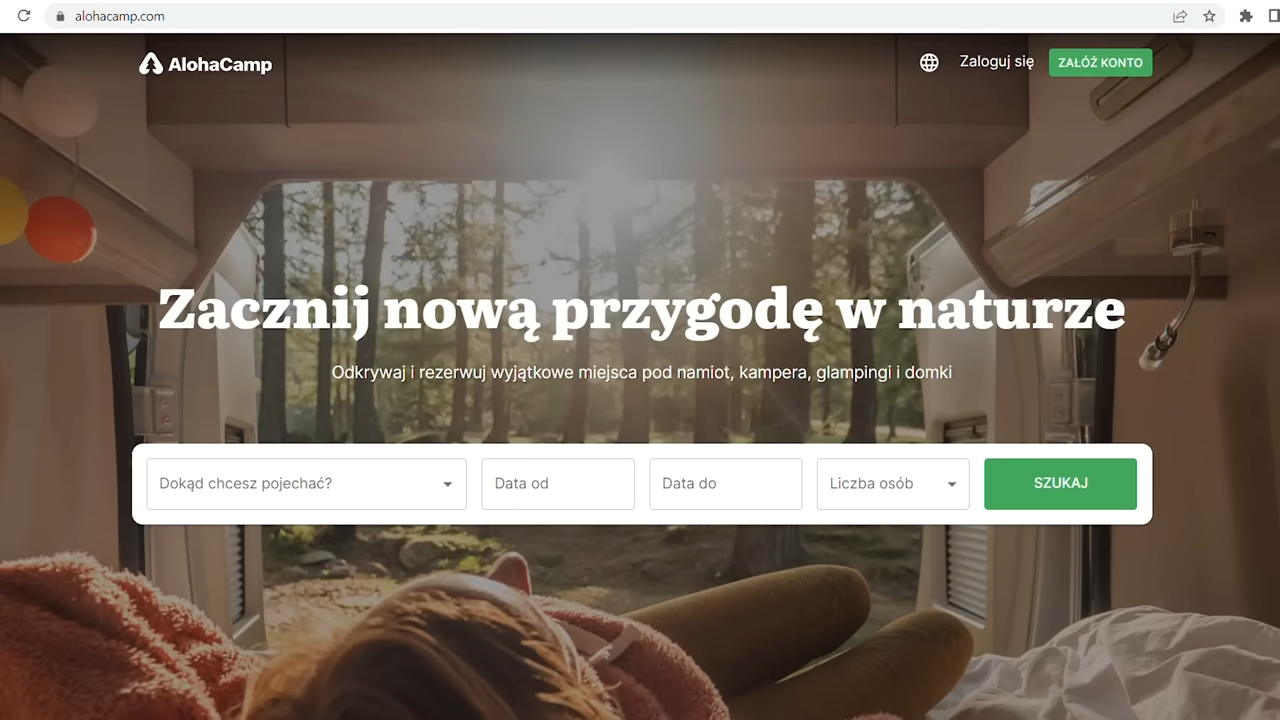 alohacamp.com
AlohaCamp
Zaloguj się
ZAŁÓŻ KONTO
Zacznij nową przygodę w naturze
Odkrywaj i rezerwuj wyjątkowe miejsca pod namiot, kampera, glampingi i domki
Dokąd chcesz pojechać?
Data od
Data do
Liczba osób
SZUKAJ